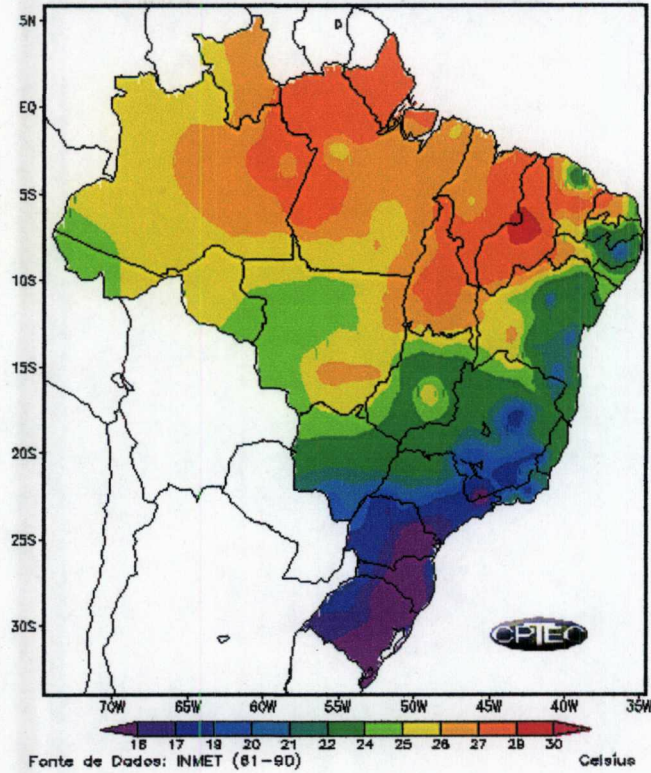 5N
EQ
5S
10S
15S
20S
25S
30S
70W 65W 60W 55W 50W 45W 40W 35W
CPTEC
16 17 19 20 21 22 24 25 26 27 29 30
Fonte de Dados: INMET (61-90) Celsius